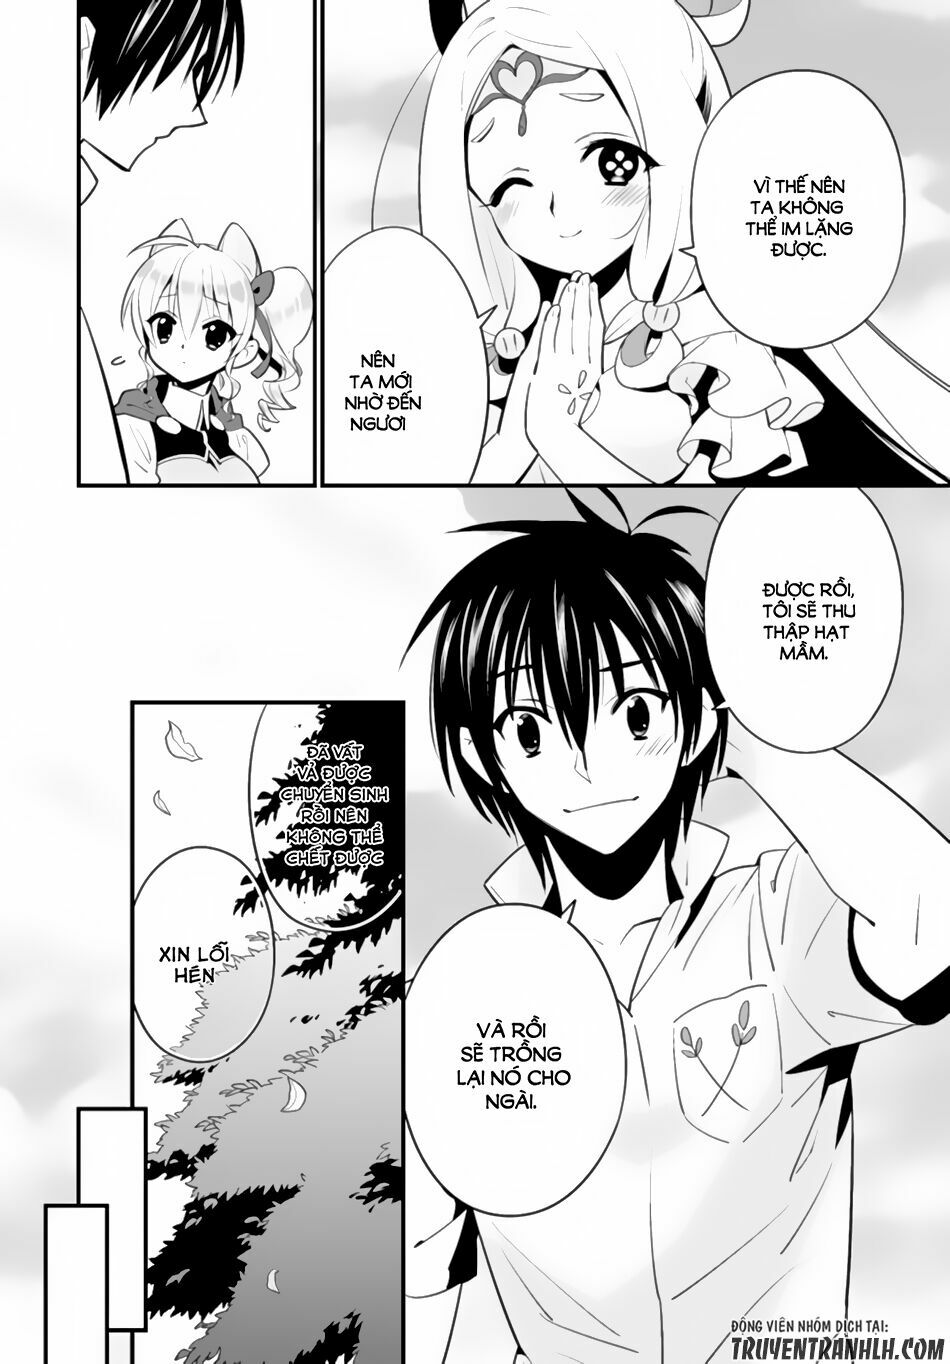 VÌ THẾ NÊN
TA KHÔNG
THỂ IM LẶNG
ĐƯỢC.
NÊN
TA MỚI
NHỜ ĐẾN
NGƯƠI
ĐƯỢC RỒI,
TÔI SẼ THU
THẬP HẠT
MẦM.
VÀ RỒI
SẼ TRỒNG
LẠI NÓ CHO
NGÀI.
ĐÃ VẤT
VẢ ĐƯỢC
CHUYỂN SINH
RỒI NÊN
KHÔNG THỂ
CHẾT ĐƯỢC
XIN LỖI
HÉN
ĐỘNG VIÊN NHÓM DỊCH TẠI:
TRUYENTRANHLH.COM